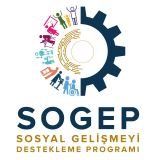 SOGEP
SOSYAL GELİŞMEYİ
DESTEKLEME PROGRAMI